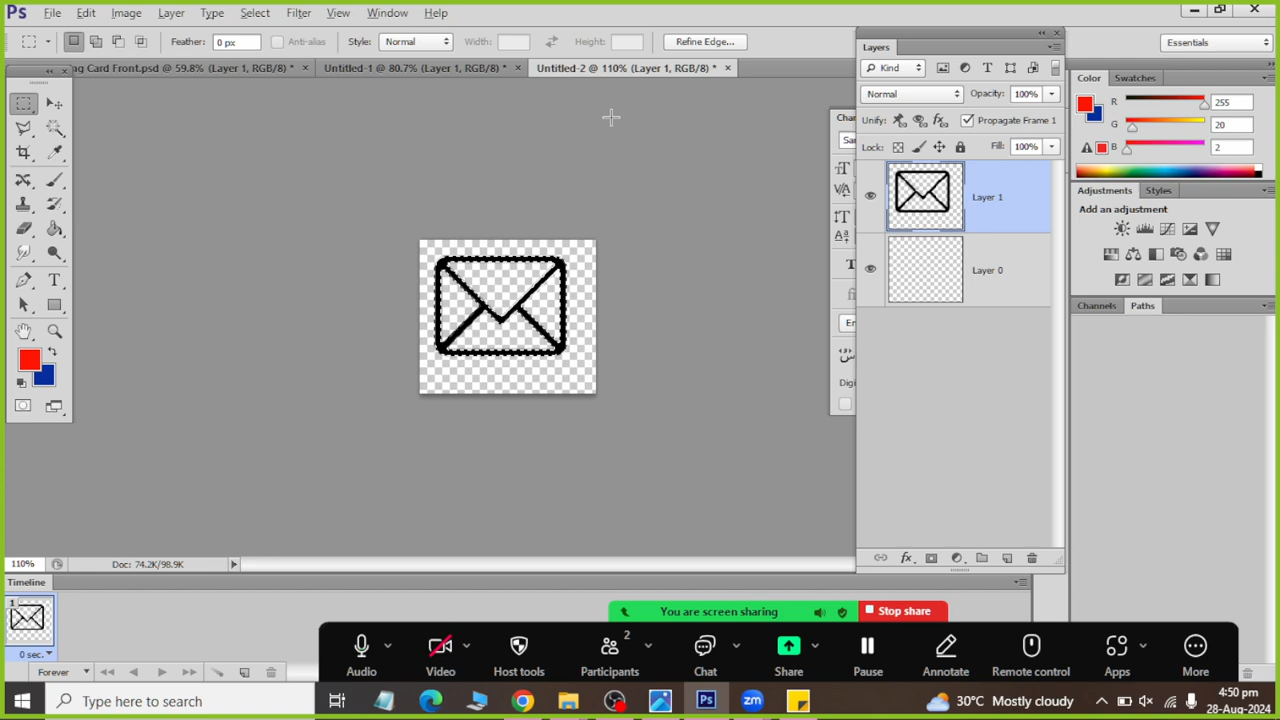 Ps File Edit Image Layer Type Select Filter View Window Help
Feather: 0 px Anti-alias Style: Normal Width: Height: Refine Edge... Essentials
ag Card Front.psd @ 59.8% (Layer 1, RGB/8) * × Untitled-1 @ 80.7% (Layer 1, RGB/8) * × Untitled-2 @ 110% (Layer 1, RGB/8) * ×
Layers
Kind
Normal Opacity: 100%
Unify: Propagate Frame 1
Lock: Fill: 100%
Layer 1
Layer 0
Color Swatches
R 255
G 20
B 2
Adjustments Styles
Add an adjustment
Channels Paths
110% Doc: 74.2K/98.9K
Timeline
1
0 sec.
Forever
You are screen sharing Stop share
2
Audio Video Host tools Participants Chat Share Pause Annotate Remote control Apps More
Type here to search
Ps zm
30°C Mostly cloudy
4:50 pm
28-Aug-2024